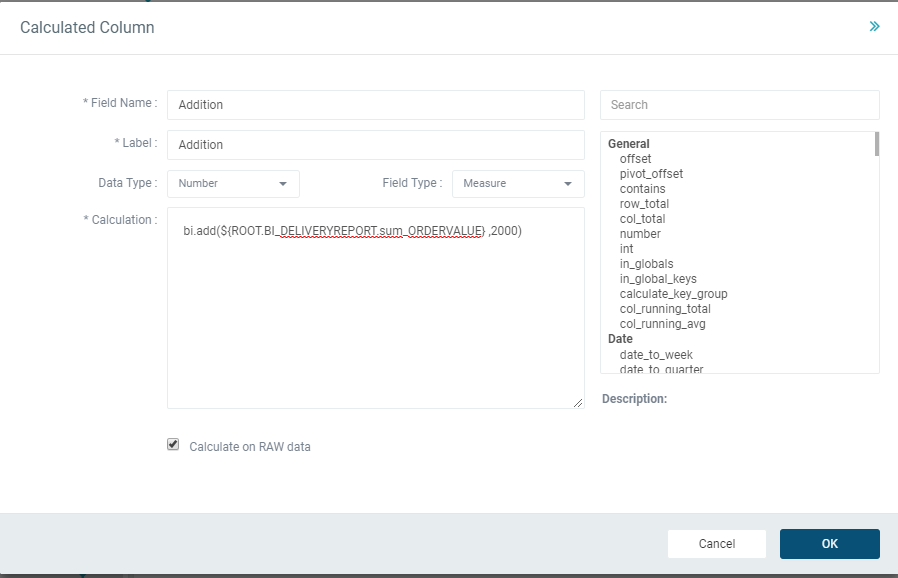 Calculated Column
* Field Name :
Addition
* Label :
Addition
Data Type :
Number
Field Type :
Measure
* Calculation :
bi.add(${ROOT.BI_DELIVERYREPORT.sum_ORDERVALUE} ,2000)
Calculate on RAW data
Search
General
offset
pivot_offset
contains
row_total
col_total
number
int
in_globals
in_global_keys
calculate_key_group
col_running_total
col_running_avg
Date
date_to_week
date_to_quarter
Description:
Cancel
OK